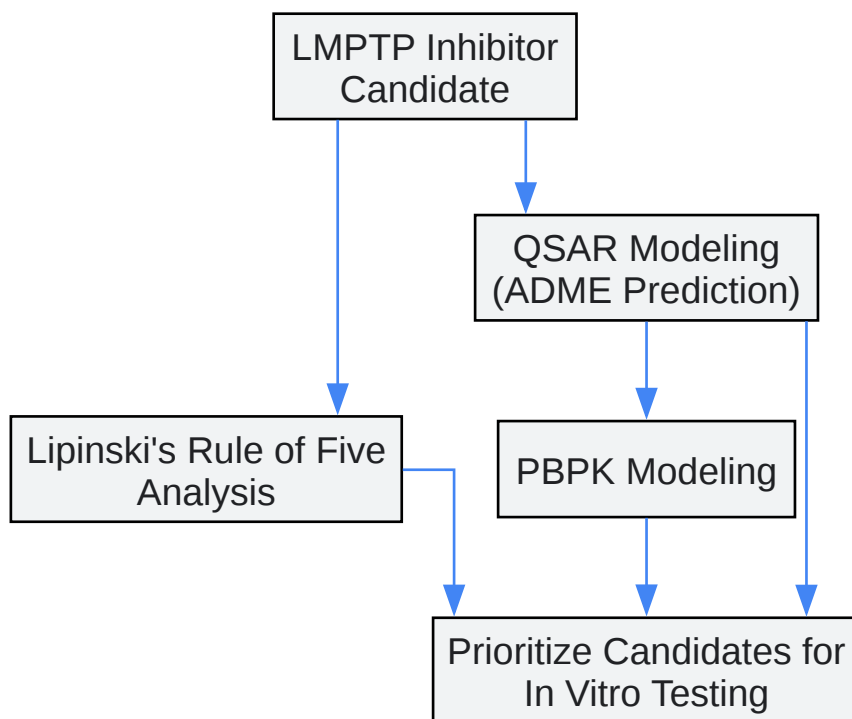 LMPTP Inhibitor
Candidate
QSAR Modeling
(ADME Prediction)
Lipinski's Rule of Five
Analysis
PBPK Modeling
Prioritize Candidates for
In Vitro Testing